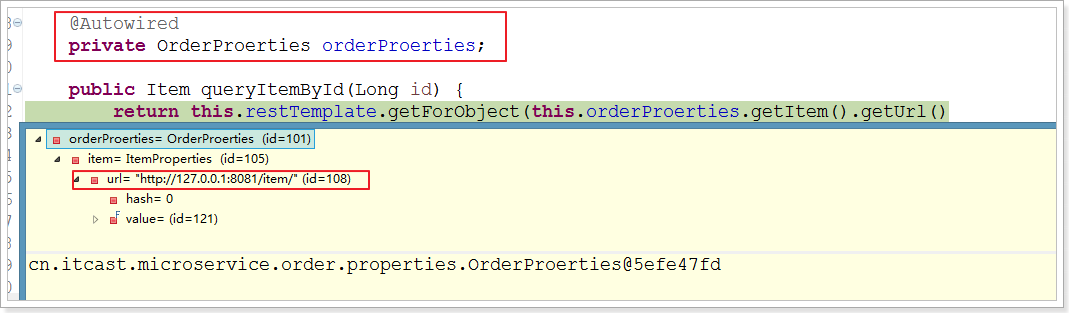 @Autowired
private OrderProerties orderProerties;
public Item queryItemById(Long id) {
return this.restTemplate.getForObject(this.orderProerties.getItem().getUrl()
orderProerties= OrderProerties (id=101)
item= ItemProperties (id=105)
url= "http://127.0.0.1:8081/item/" (id=108)
hash= 0
value= (id=121)
cn.itcast.microservice.order.properties.OrderProerties@5efe47fd